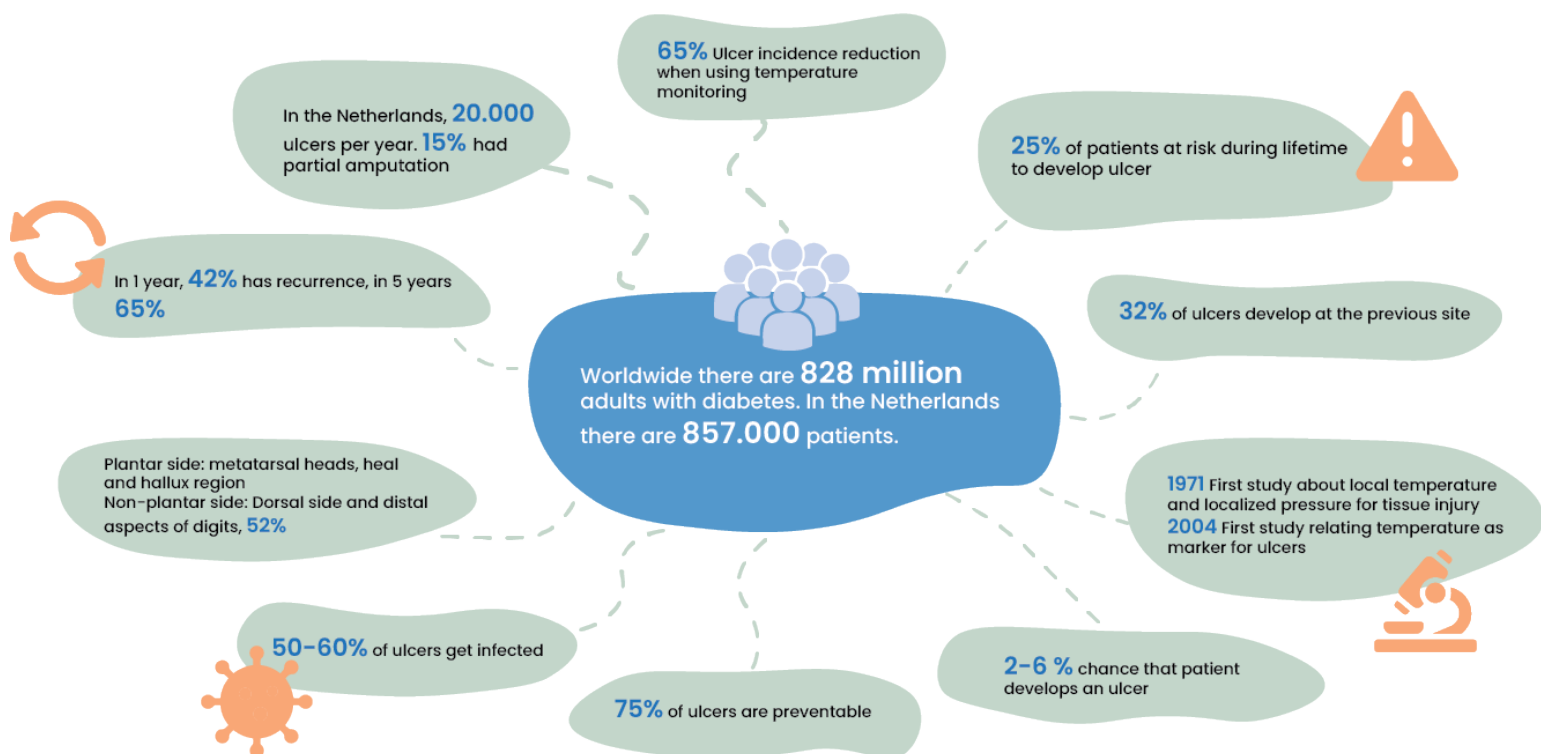 65% Ulcer incidence reduction
when using temperature
monitoring
In the Netherlands, 20.000
ulcers per year. 15% had
partial amputation
25% of patients at risk during lifetime
to develop ulcer
In 1 year, 42% has recurrence, in 5 years
65%
32% of ulcers develop at the previous site
Worldwide there are 828 million
adults with diabetes. In the Netherlands
there are 857.000 patients.
Plantar side: metatarsal heads, heal
and hallux region
Non-plantar side: Dorsal side and distal
aspects of digits, 52%
1971 First study about local temperature
and localized pressure for tissue injury
2004 First study relating temperature as
marker for ulcers
50-60% of ulcers get infected
75% of ulcers are preventable
2-6 % chance that patient
develops an ulcer